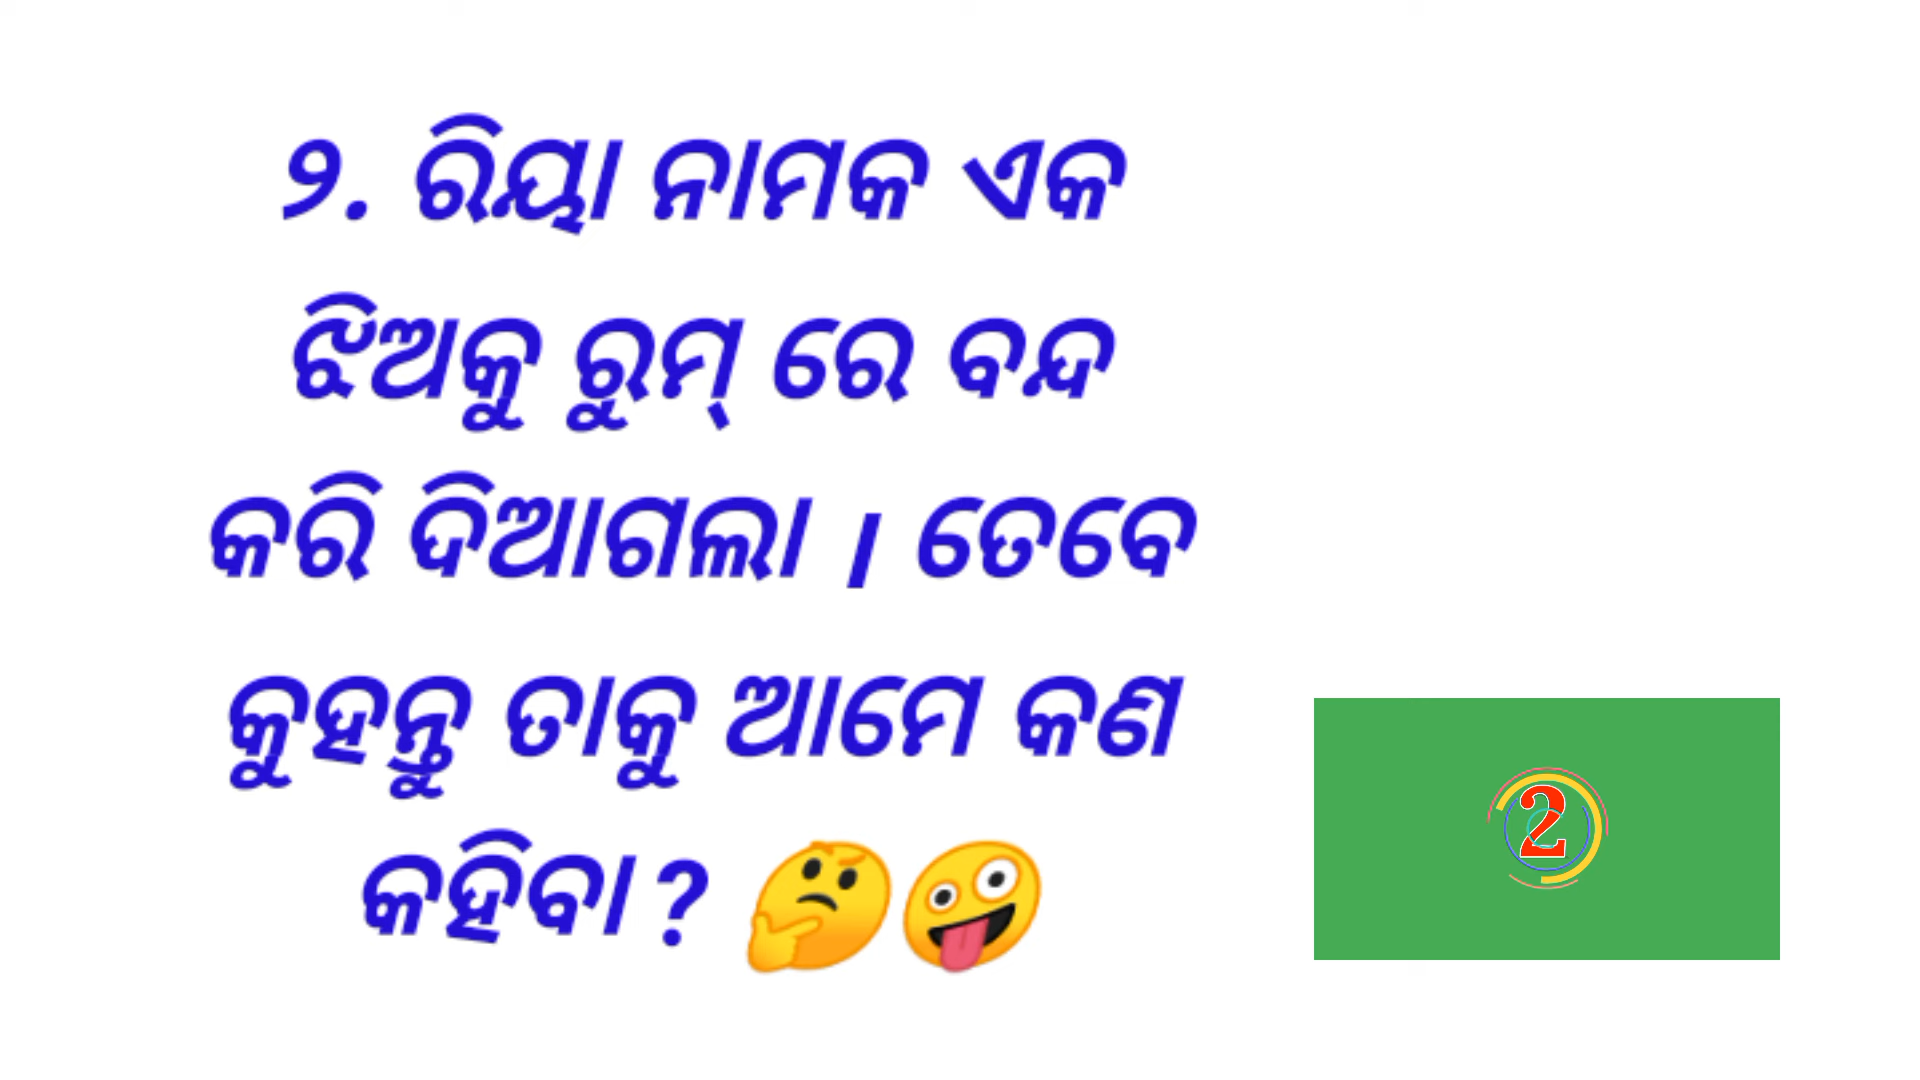 ୨. ରିୟା ନାମକ ଏକ
ଝିଅକୁ ରୁମ୍ ରେ ବନ୍ଦ
କରି ଦିଆଗଲା । ତେବେ
କୁହନ୍ତୁ ତାକୁ ଆମେ କଣ
କହିବା ? 🤔🤪
2